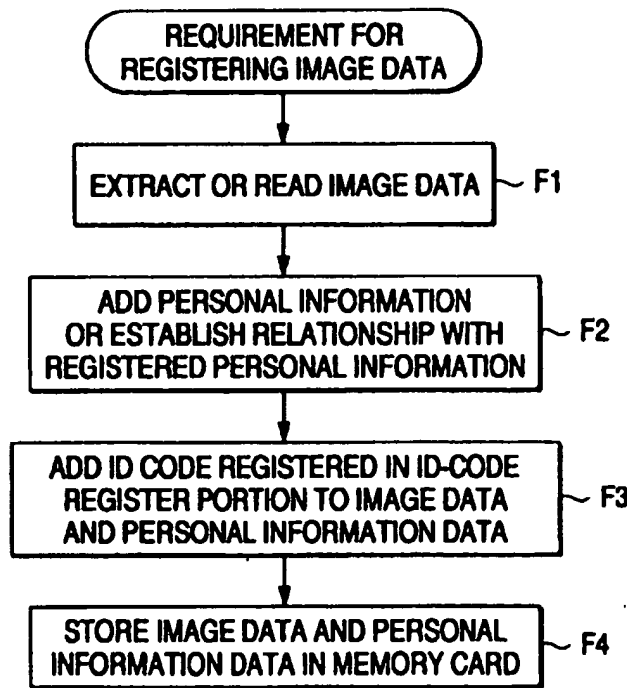 REQUIREMENT FOR
REGISTERING IMAGE DATA
EXTRACT OR READ IMAGE DATA ~ F1
ADD PERSONAL INFORMATION
OR ESTABLISH RELATIONSHIP WITH ~ F2
REGISTERED PERSONAL INFORMATION
ADD ID CODE REGISTERED IN ID-CODE
REGISTER PORTION TO IMAGE DATA ~ F3
AND PERSONAL INFORMATION DATA
STORE IMAGE DATA AND PERSONAL
INFORMATION DATA IN MEMORY CARD ~ F4